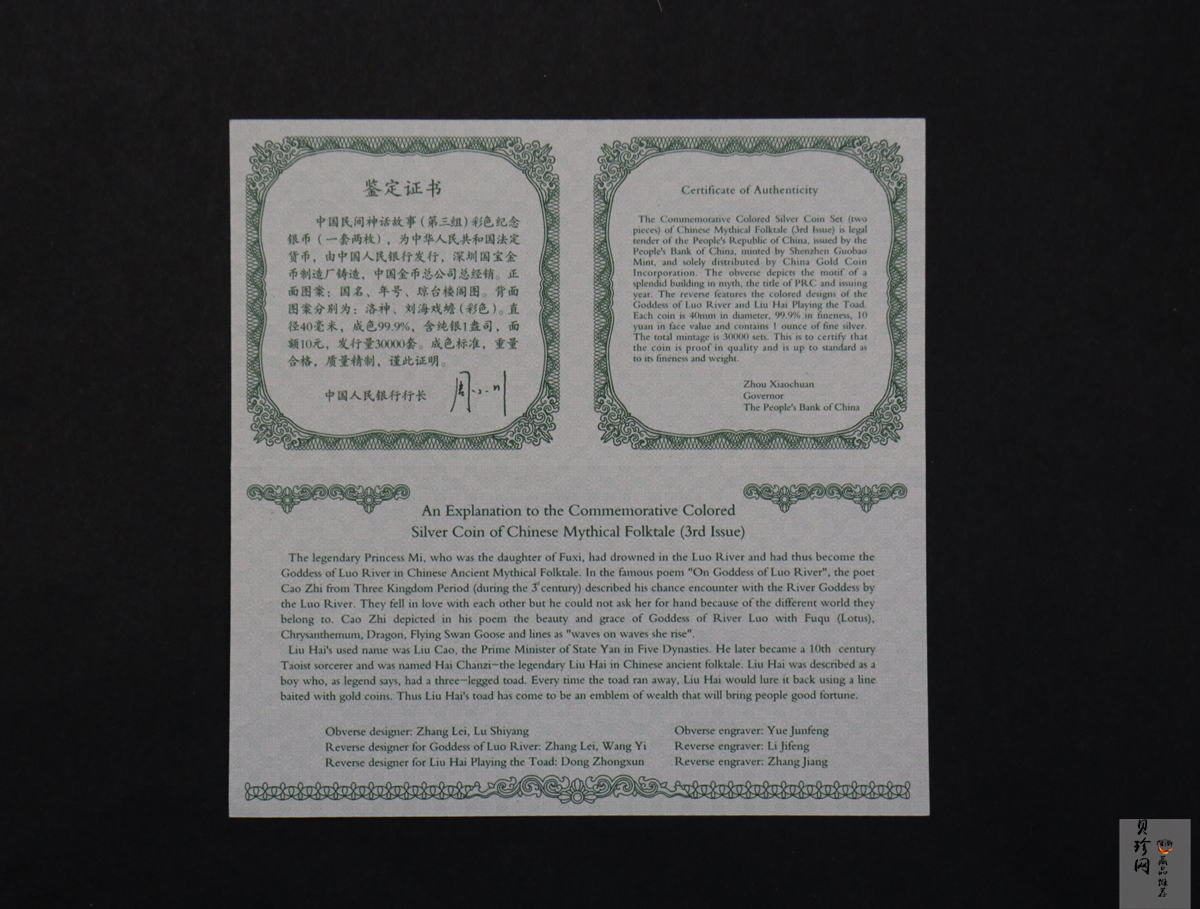 鉴定证书
中国民间神话故事（第三组）彩色纪念
银币（一套两枚），为中华人民共和国法定
货币，由中国人民银行发行，深圳国宝金
币制造厂铸造，中国金币总公司总经销。正
面图案：国名、年号、琼台楼阁图。背面
图案分别为：洛神、刘海戏蟾（彩色）。直
径40毫米，成色99.9%，含纯银1盎司，面
额10元，发行量30000套。成色标准，重量
合格，质量精制，谨此证明。
中国人民银行行长 周小川
Certificate of Authenticity
The Commemorative Colored Silver Coin Set (two
pieces) of Chinese Mythical Folktale (3rd Issue) is legal
tender of the People's Republic of China, issued by the
People's Bank of China, minted by Shenzhen Guobao
Mint, and solely distributed by China Gold Coin
Incorporation. The obverse depicts the motif of a
splendid building in myth, the title of PRC and issuing
year. The reverse features the colored designs of the
Goddess of Luo River and Liu Hai Playing the Toad.
Each coin is 40mm in diameter, 99.9% in fineness, 10
yuan in face value and contains 1 ounce of fine silver.
The total mintage is 30000 sets. This is to certify that
the coin is proof in quality and is up to standard as
to its fineness and weight.
Zhou Xiaochuan
Governor
The People's Bank of China
An Explanation to the Commemorative Colored
Silver Coin of Chinese Mythical Folktale (3rd Issue)
The legendary Princess Mi, who was the daughter of Fuxi, had drowned in the Luo River and had thus become the
Goddess of Luo River in Chinese Ancient Mythical Folktale. In the famous poem "On Goddess of Luo River", the poet
Cao Zhi from Three Kingdom Period (during the 3rd century) described his chance encounter with the River Goddess by
the Luo River. They fell in love with each other but he could not ask her for hand because of the different world they
belong to. Cao Zhi depicted in his poem the beauty and grace of Goddess of River Luo with Fuqu (Lotus),
Chrysanthemum, Dragon, Flying Swan Goose and lines as "waves on waves she rise".
Liu Hai's used name was Liu Cao, the Prime Minister of State Yan in Five Dynasties. He later became a 10th century
Taoist sorcerer and was named Hai Chanzi-the legendary Liu Hai in Chinese ancient folktale. Liu Hai was described as a
boy who, as legend says, had a three-legged toad. Every time the toad ran away, Liu Hai would lure it back using a line
baited with gold coins. Thus Liu Hai's toad has come to be an emblem of wealth that will bring people good fortune.
Obverse designer: Zhang Lei, Lu Shiyang
Reverse designer for Goddess of Luo River: Zhang Lei, Wang Yi
Reverse designer for Liu Hai Playing the Toad: Dong Zhongxun
Obverse engraver: Yue Junfeng
Reverse engraver: Li Jifeng
Reverse engraver: Zhang Jiang
贝珍网
藏品推荐